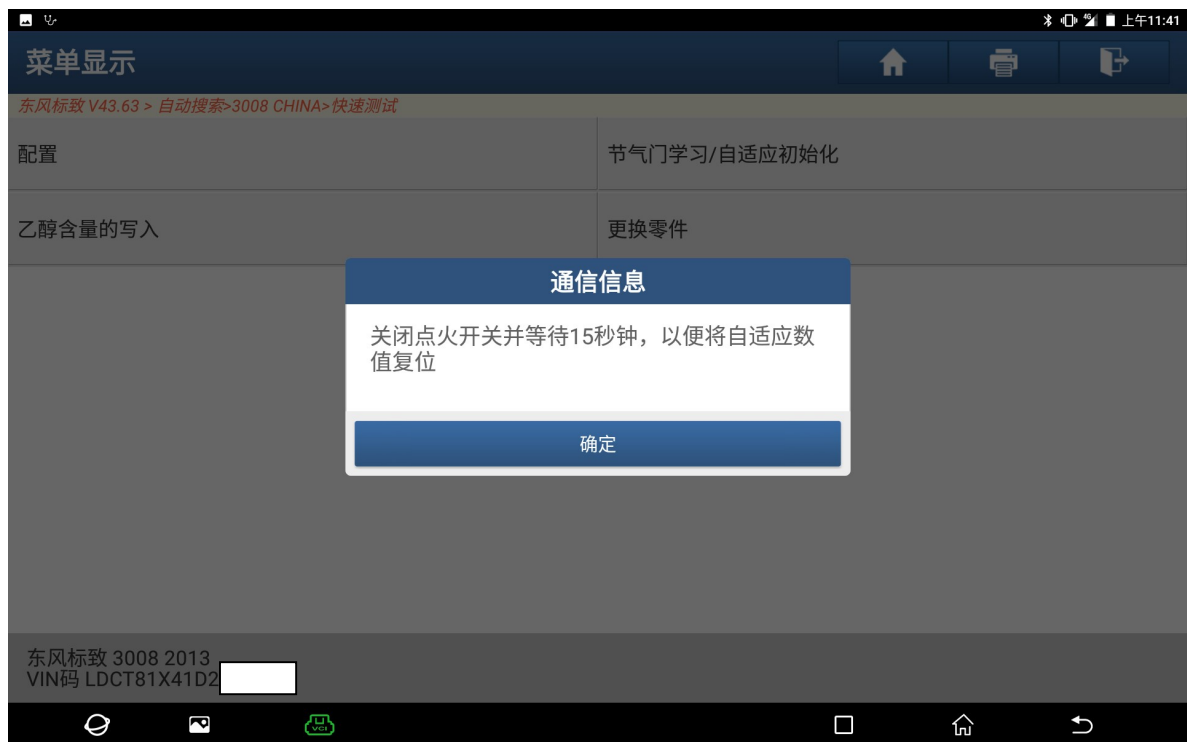 上午11:41
菜单显示
东风标致 V43.63 > 自动搜索>3008 CHINA>快速测试
配置
节气门学习/自适应初始化
乙醇含量的写入
更换零件
通信信息
关闭点火开关并等待15秒钟，以便将自适应数
值复位
确定
东风标致 3008 2013
VIN码 LDCT81X41D2
VCI